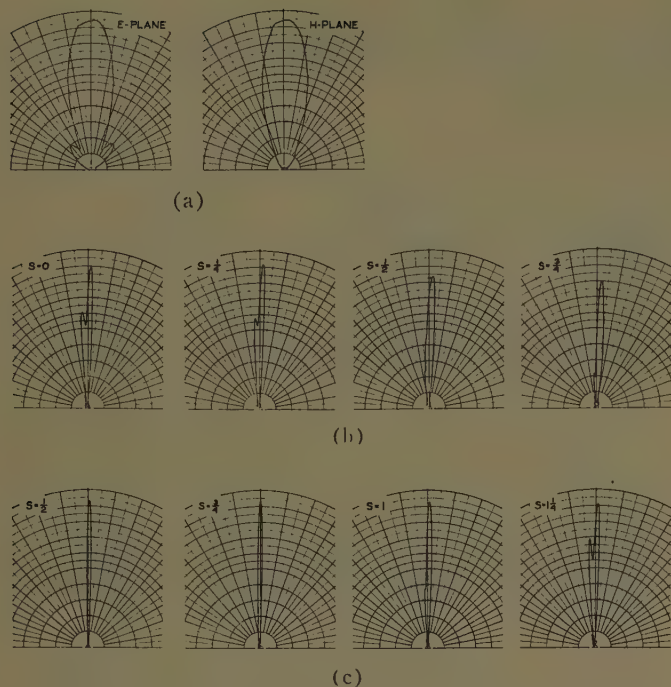 E-PLANE
H-PLANE
(a)
S=0
S=1/4
S=1/2
S=3/4
(b)
S=1/2
S=3/4
S=1
S=1 1/4
(c)